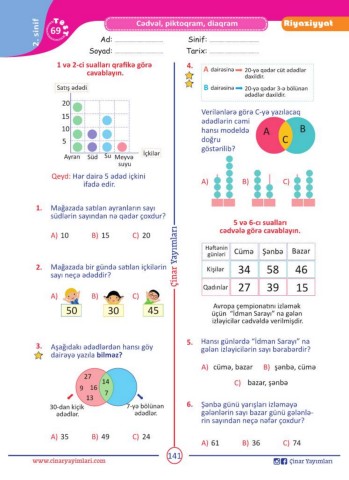 2. sinif
Test
69
Cədvəl, piktoqram, diaqram
Riyaziyyat
Ad:
Soyad:
Sinif:
Tarix:
1 və 2-ci sualları qrafikə görə
cavablayın.
Satış ədədi
20
15
10
5
Ayran
Süd
Su
Meyvə
suyu
İçkilər
Qeyd: Hər dairə 5 ədəd içkini
ifadə edir.
1. Mağazada satılan ayranların sayı
südlərin sayından nə qədər çoxdur?
A) 10 B) 15 C) 20
2. Mağazada bir gündə satılan içkilərin
sayı neçə ədəddir?
A) B) C)
50 30 45
3. Aşağıdakı ədədlərdən hansı göy
dairəyə yazıla bilməz?
27
9 16
13
14
7
30-dan kiçik
ədədlər.
7-yə bölünən
ədədlər.
A) 35 B) 49 C) 24
Çinar Yayımları
4. A dairəsinə 20-yə qədər cüt ədədlər
daxildir.
B dairəsinə 20-yə qədər 3-ə bölünən
ədədlər daxildir.
Verilənlərə görə C-yə yazılacaq
ədədlərin cəmi
hansı modeldə
doğru
göstərilib?
A
C
B
A) B) C)
5 və 6-cı sualları
cədvələ görə cavablayın.
Həftənin
günləri Cümə Şənbə Bazar
Kişilər 34 58 46
Qadınlar 27 39 15
Avropa çempionatını izləmək
üçün "İdman Sarayı" na gələn
izləyicilər cədvəldə verilmişdir.
5. Hansı günlərdə "İdman Sarayı" na
gələn izləyicilərin sayı bərabərdir?
A) cümə, bazar B) şənbə, cümə
C) bazar, şənbə
6. Şənbə günü yarışları izləməyə
gələnlərin sayı bazar günü gələnlə-
rin sayından neçə nəfər çoxdur?
A) 61 B) 36 C) 74
www.cinaryayimlari.com
141
Çinar Yayımları